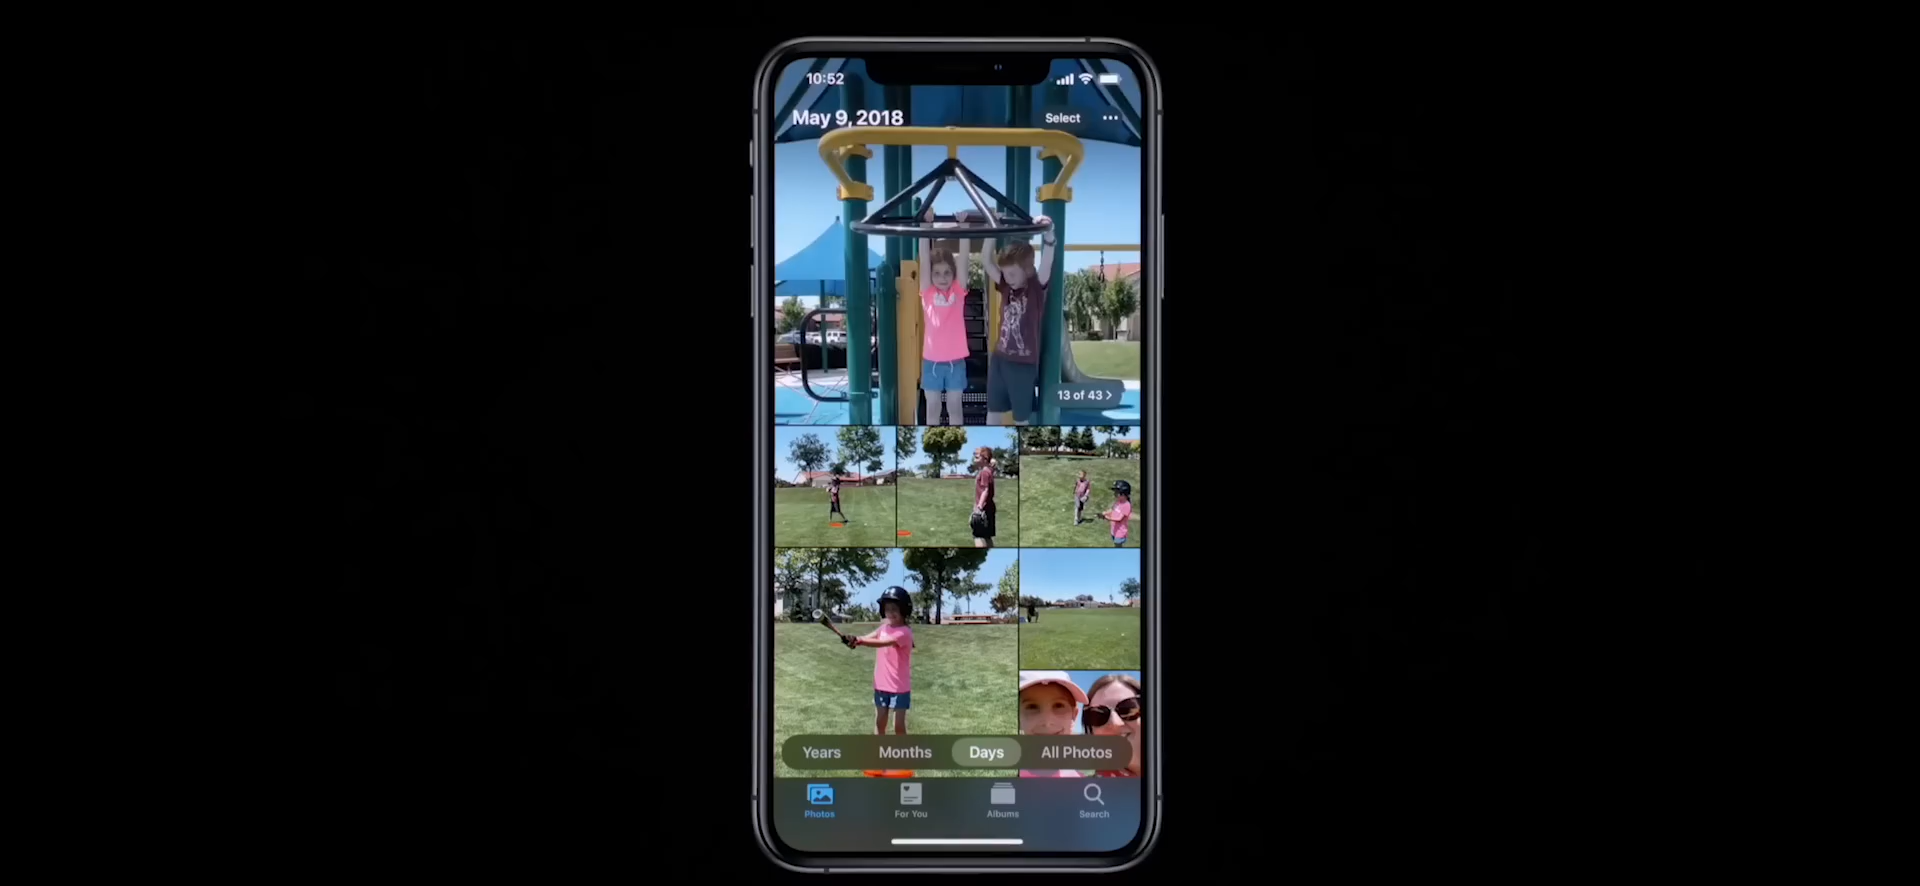 10:52
May 9, 2018
Select
13 of 43
Years Months Days All Photos
Photos For You Albums Search